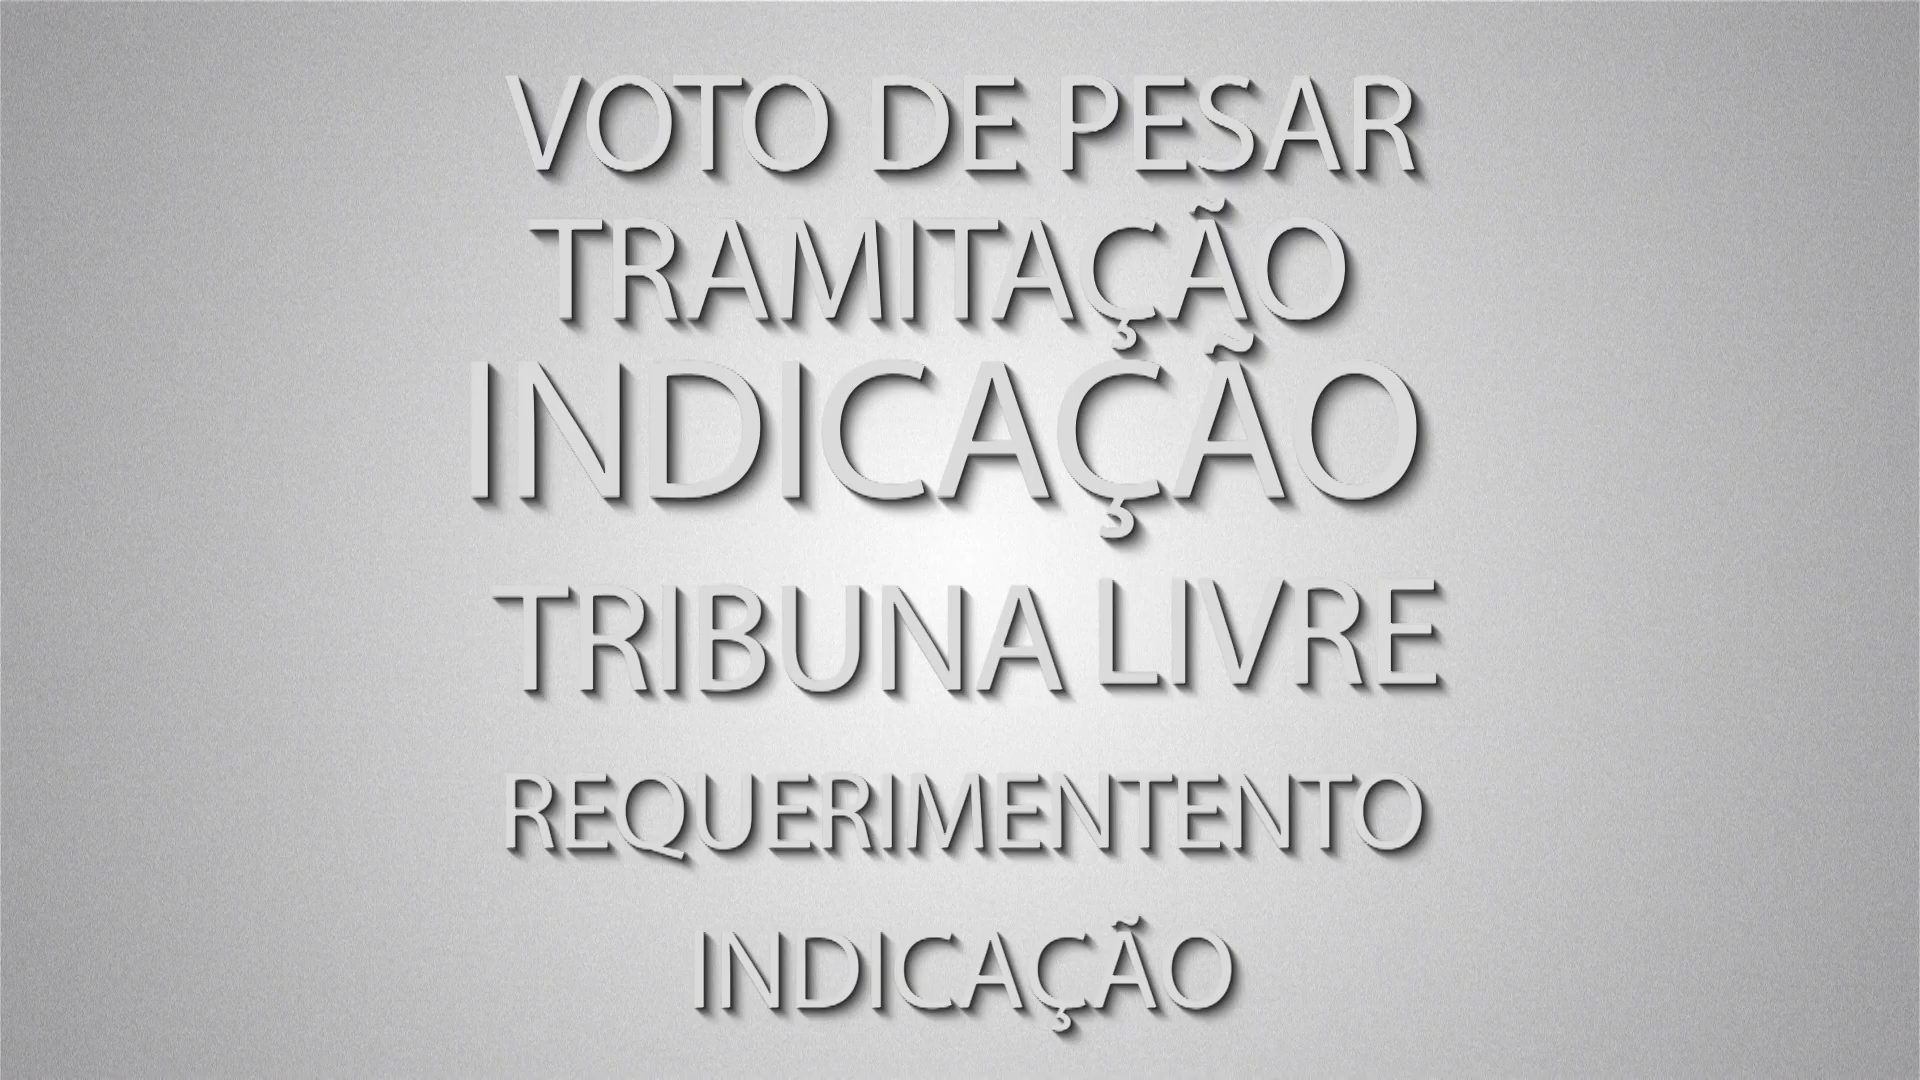 VOTO DE PESAR
TRAMITAÇÃO
INDICAÇÃO
TRIBUNA LIVRE
REQUERIMENTENTO
INDICAÇÃO